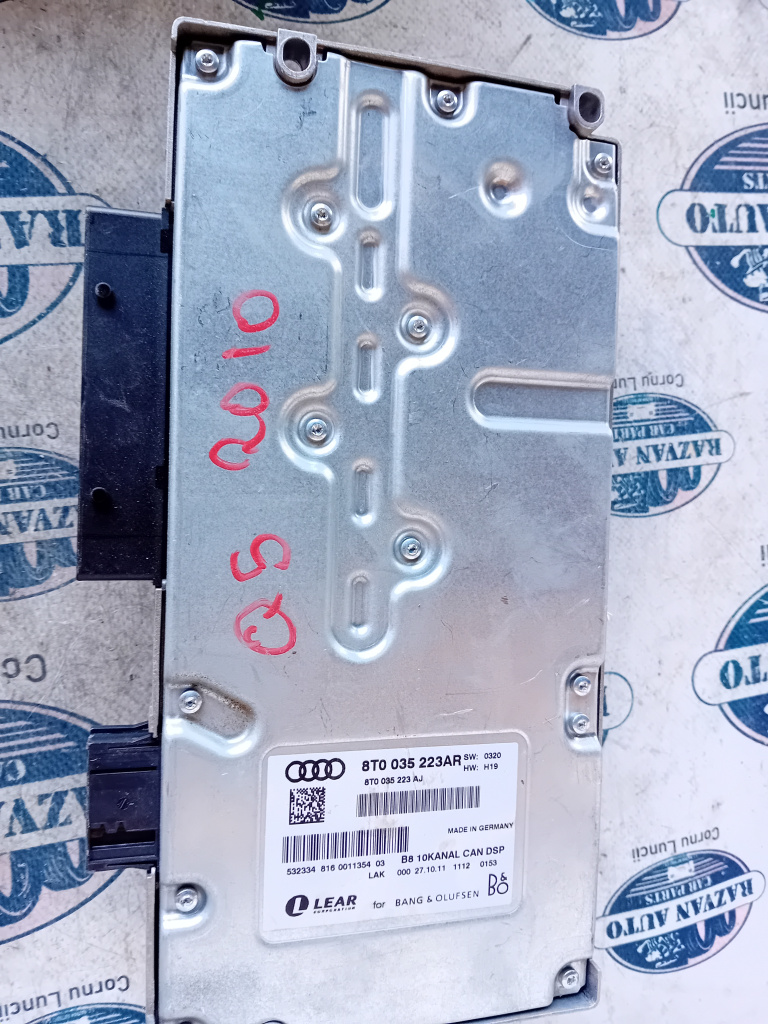 Q5 2010
8T0 035 223AR SW: 0320
HW: H19
8T0 035 223 AJ
MADE IN GERMANY
B8 10KANAL CAN DSP
532334 816 0011354 03
LAK 000 27.10.11 1112 0153
LEAR
CORPORATION
for BANG & OLUFSEN
B&O
RAZVAN AUTO
CAR PARTS
Cornu Luncii